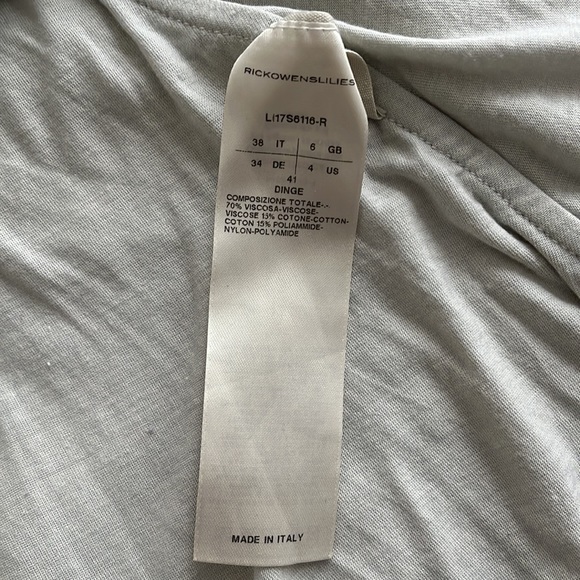 RICKOWENSLILIES
LI17S6116-R
38 IT 6 GB
34 DE 4 US
41
DINGE
COMPOSIZIONE TOTALE-.-
70% VISCOSA-VISCOSE-
VISCOSE 15% COTONE-COTTON-
COTON 15% POLIAMMIDE-
NYLON-POLYAMIDE
MADE IN ITALY